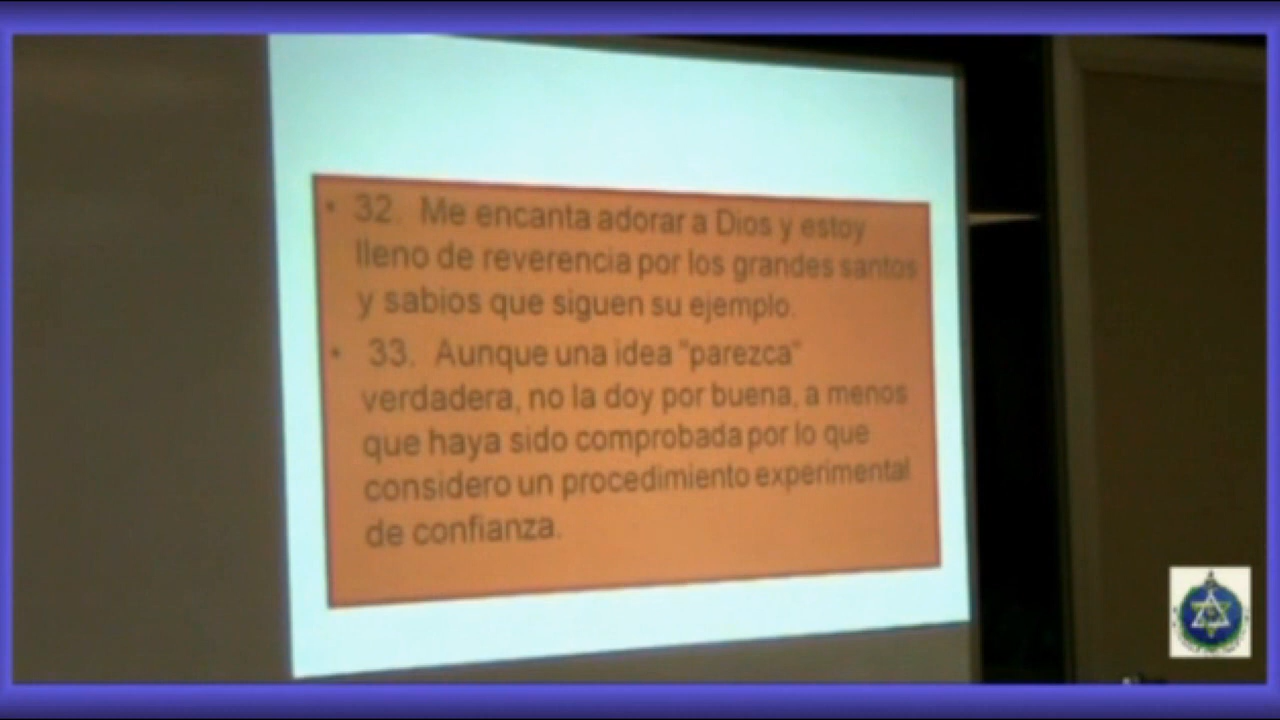 • 32. Me encanta adorar a Dios y estoy
lleno de reverencia por los grandes santos
y sabios que siguen su ejemplo.
• 33. Aunque una idea "parezca"
verdadera, no la doy por buena, a menos
que haya sido comprobada por lo que
considero un procedimiento experimental
de confianza.